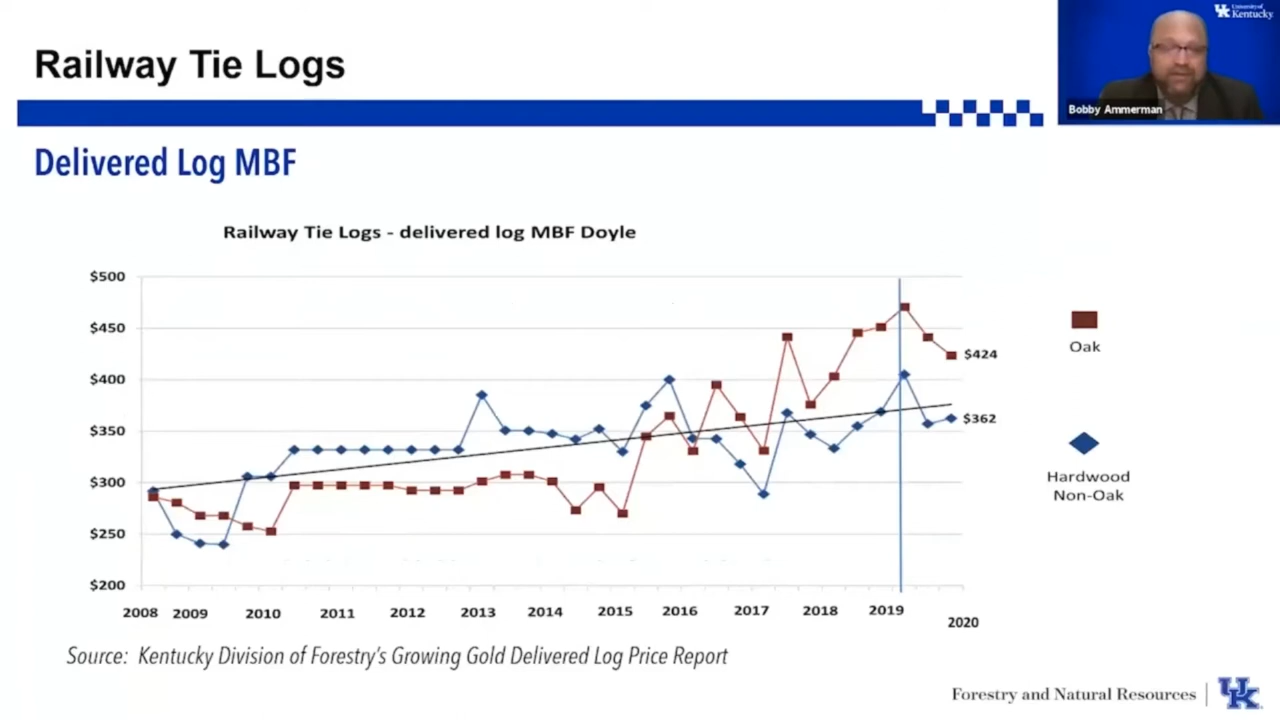 Railway Tie Logs
University of
Kentucky
Bobby Ammerman
Delivered Log MBF
Railway Tie Logs - delivered log MBF Doyle
$500
$450
$400
$350
$300
$250
$200
$424
$362
Oak
Hardwood
Non-Oak
2008 2009 2010 2011 2012 2013 2014 2015 2016 2017 2018 2019 2020
Source: Kentucky Division of Forestry's Growing Gold Delivered Log Price Report
Forestry and Natural Resources UK